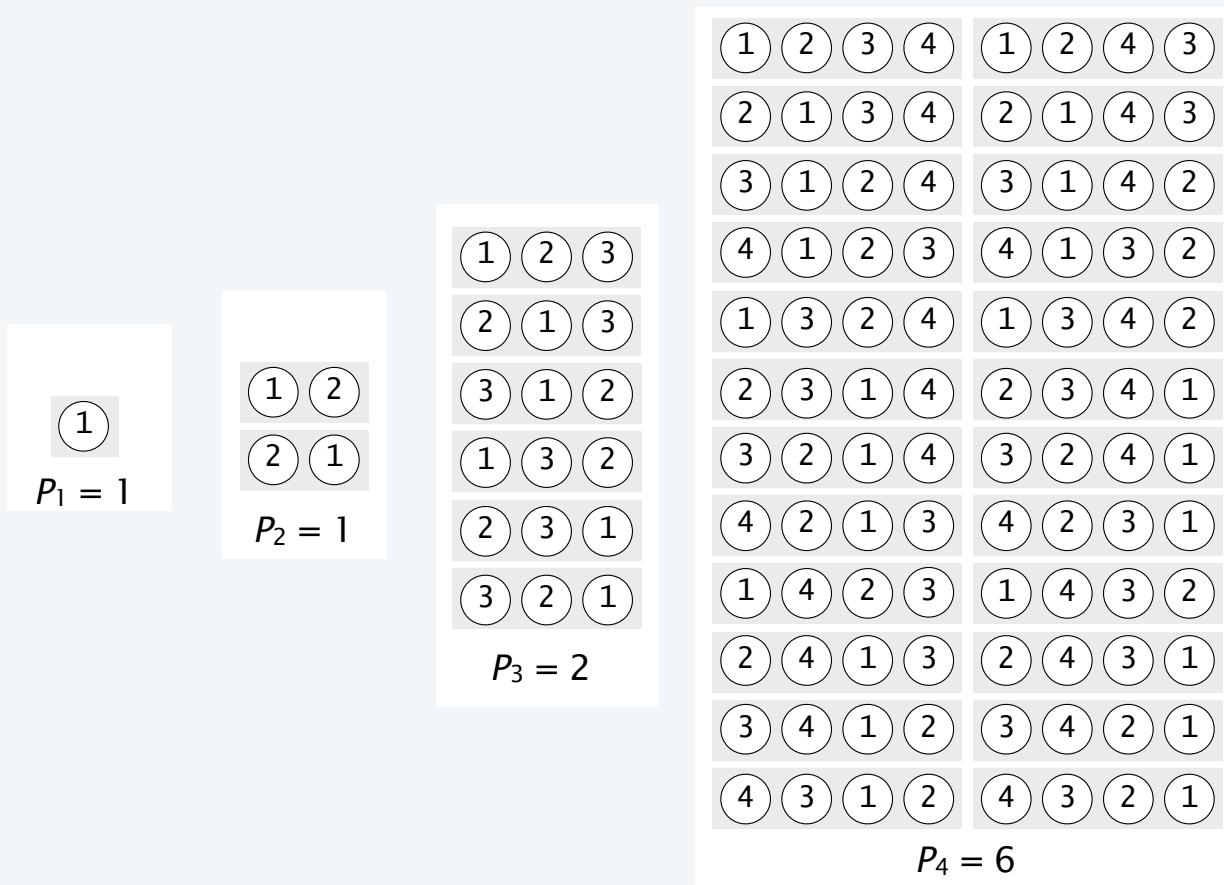 1
P1 = 1
1 2
2 1
P2 = 1
1 2 3
2 1 3
3 1 2
1 3 2
2 3 1
3 2 1
P3 = 2
1 2 3 4 1 2 4 3
2 1 3 4 2 1 4 3
3 1 2 4 3 1 4 2
4 1 2 3 4 1 3 2
1 3 2 4 1 3 4 2
2 3 1 4 2 3 4 1
3 2 1 4 3 2 4 1
4 2 1 3 4 2 3 1
1 4 2 3 1 4 3 2
2 4 1 3 2 4 3 1
3 4 1 2 3 4 2 1
4 3 1 2 4 3 2 1
P4 = 6